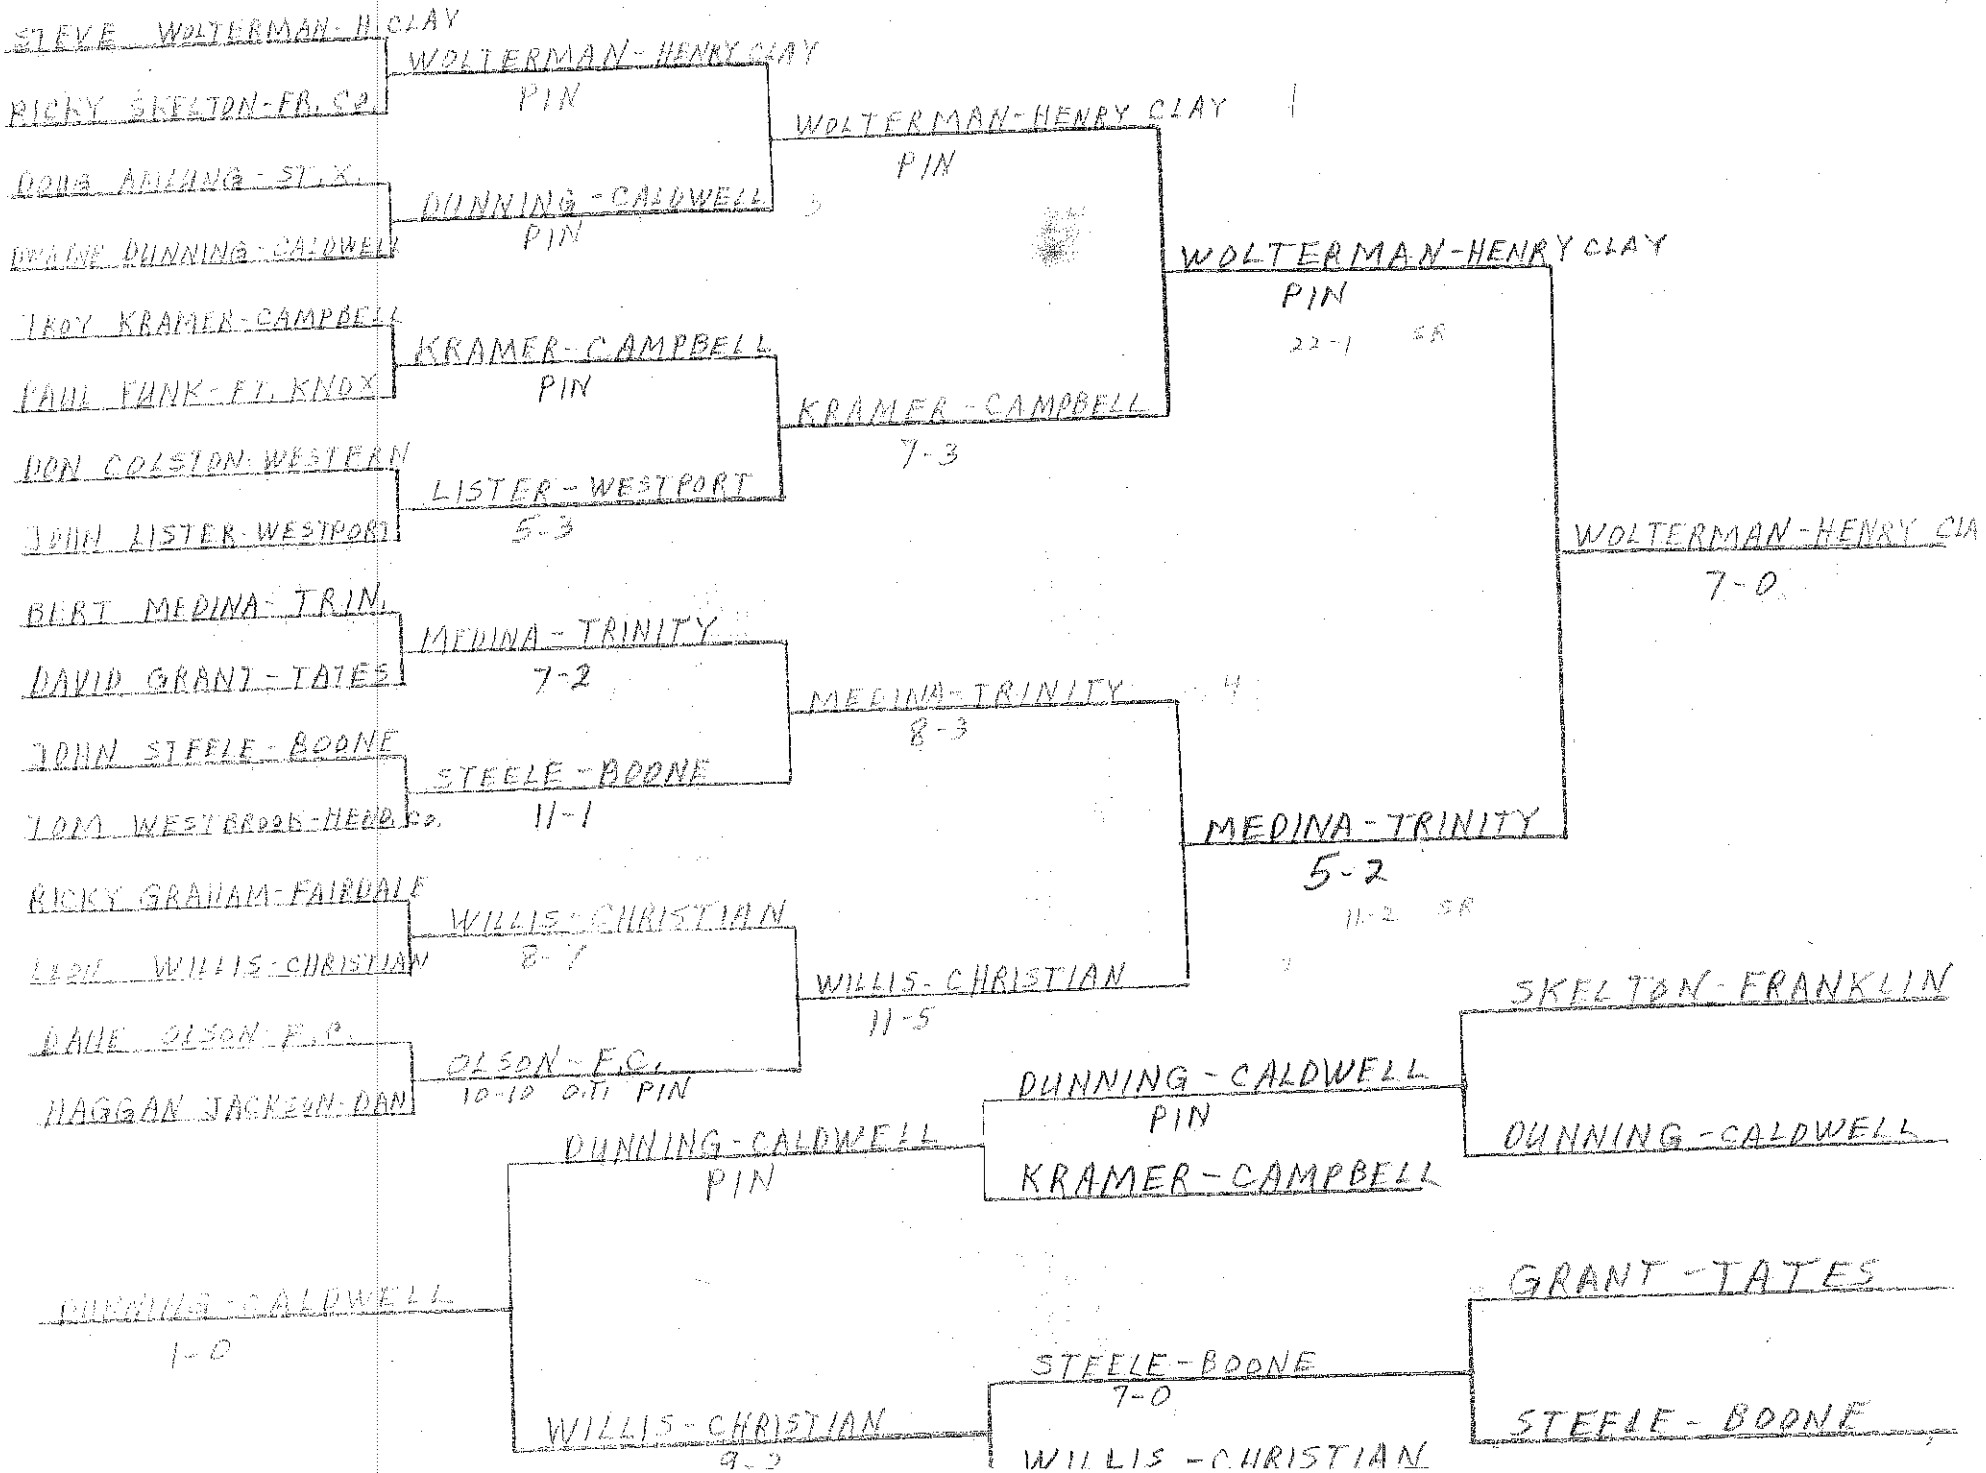 STEVE WOLTERMAN-H CLAY
RICKY SKELTON-FR. CO.
DOUG AMLUNG-ST. X.
DWAINE DUNNING-CALDWELL
TROY KRAMER-CAMPBELL
PAUL FUNK-FT. KNOX
DON COLSTON-WESTERN
JOHN LISTER-WESTPORT
BERT MEDINA-TRIN.
DAVID GRANT-TATES
JOHN STEELE-BOONE
TOM WESTBROOK-HEND. CO.
RICKY GRAHAM-FAIRDALE
WILLIS-CHRISTIAN
OLSON-F.C.
HAGGAN JACKSON-DAN
WOLTERMAN-HENRY CLAY
PIN
DUNNING-CALDWELL
PIN
KRAMER-CAMPBELL
PIN
LISTER-WESTPORT
5-3
MEDINA-TRINITY
7-2
STEELE-BOONE
11-1
WILLIS-CHRISTIAN
8-7
OLSON-F.C.
10-10 O.T. PIN
WOLTERMAN-HENRY CLAY 1
PIN
3
KRAMER-CAMPBELL
7-3
MEDINA-TRINITY 4
8-3
WILLIS-CHRISTIAN
11-5
WOLTERMAN-HENRY CLAY
PIN
22-1 SR
MEDINA-TRINITY
5-2
11-2 SR
WOLTERMAN-HENRY CLA
7-0
SKELTON-FRANKLIN
DUNNING-CALDWELL
GRANT-TATES
STEELE-BOONE
DUNNING-CALDWELL
PIN
KRAMER-CAMPBELL
STEELE-BOONE
7-0
WILLIS-CHRISTIAN
DUNNING-CALDWELL
PIN
WILLIS-CHRISTIAN
DUNNING-CALDWELL
1-0